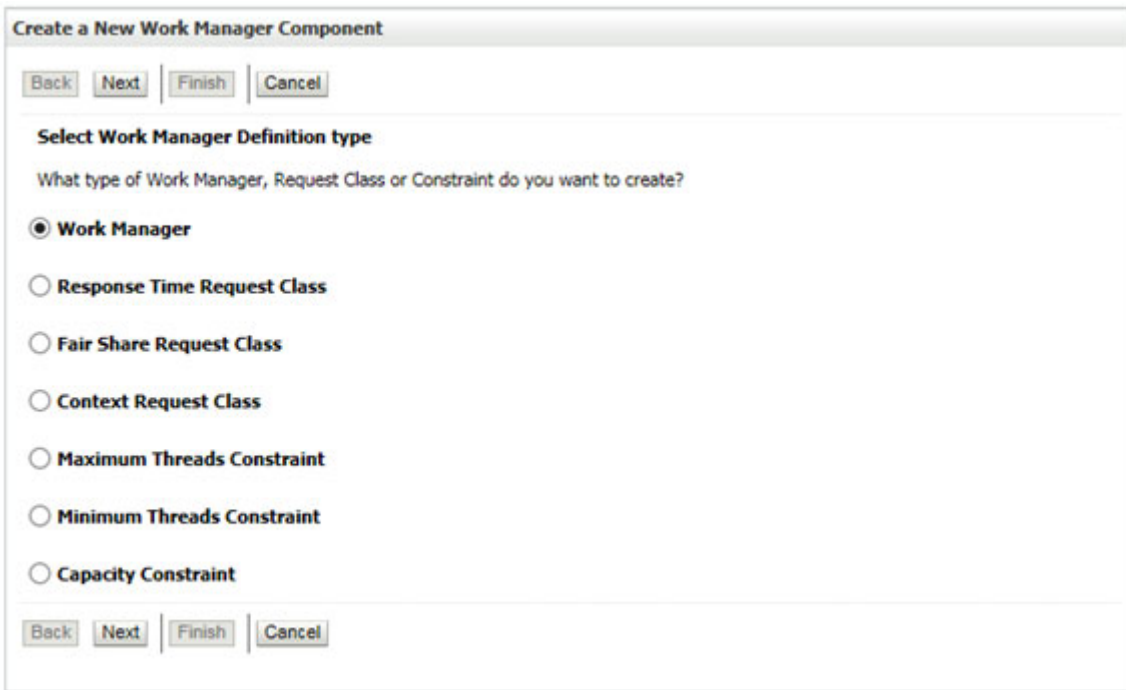 Create a New Work Manager Component
Back Next Finish Cancel
Select Work Manager Definition type
What type of Work Manager, Request Class or Constraint do you want to create?
Work Manager
Response Time Request Class
Fair Share Request Class
Context Request Class
Maximum Threads Constraint
Minimum Threads Constraint
Capacity Constraint
Back Next Finish Cancel